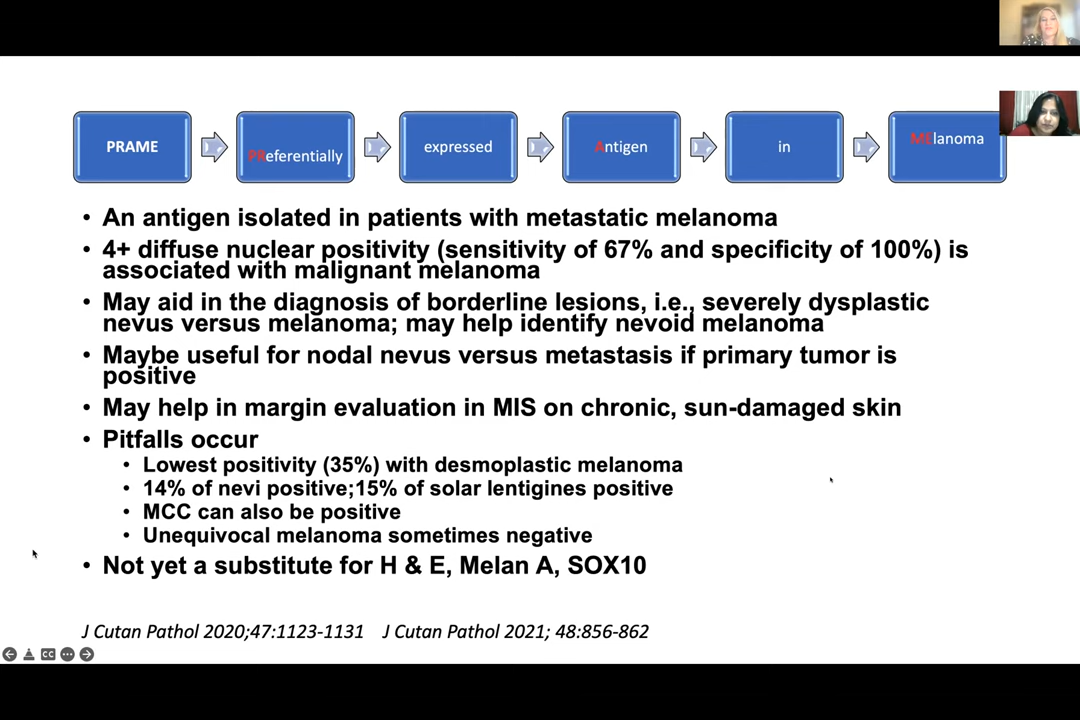 PRAME
PReferentially
expressed
Antigen
in
MElanoma
• An antigen isolated in patients with metastatic melanoma
• 4+ diffuse nuclear positivity (sensitivity of 67% and specificity of 100%) is
associated with malignant melanoma
• May aid in the diagnosis of borderline lesions, i.e., severely dysplastic
nevus versus melanoma; may help identify nevoid melanoma
• Maybe useful for nodal nevus versus metastasis if primary tumor is
positive
• May help in margin evaluation in MIS on chronic, sun-damaged skin
• Pitfalls occur
• Lowest positivity (35%) with desmoplastic melanoma
• 14% of nevi positive;15% of solar lentigines positive
• MCC can also be positive
• Unequivocal melanoma sometimes negative
• Not yet a substitute for H & E, Melan A, SOX10
J Cutan Pathol 2020;47:1123-1131 J Cutan Pathol 2021; 48:856-862
CC